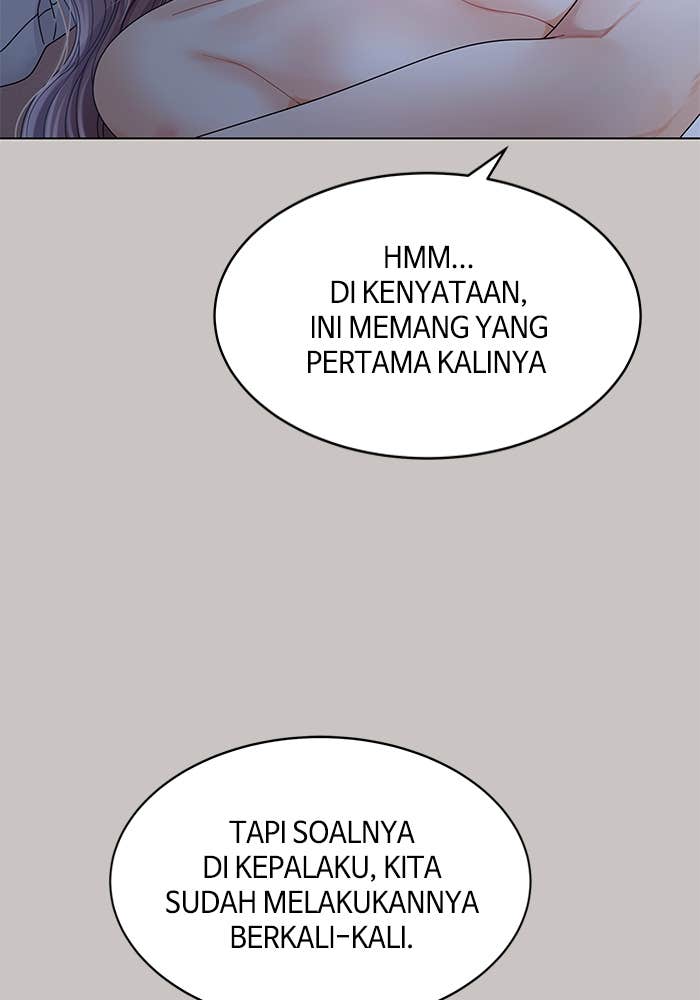 HMM...
DI KENYATAAN,
INI MEMANG YANG
PERTAMA KALINYA
TAPI SOALNYA
DI KEPALAKU, KITA
SUDAH MELAKUKANNYA
BERKALI-KALI.